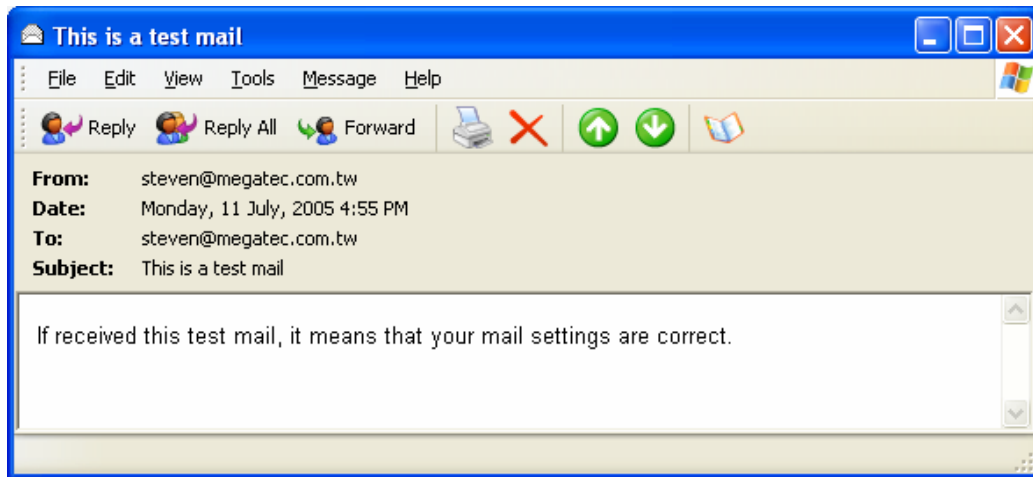 This is a test mail
File Edit View Tools Message Help
Reply Reply All Forward
From: steven@megatec.com.tw
Date: Monday, 11 July, 2005 4:55 PM
To: steven@megatec.com.tw
Subject: This is a test mail
If received this test mail, it means that your mail settings are correct.